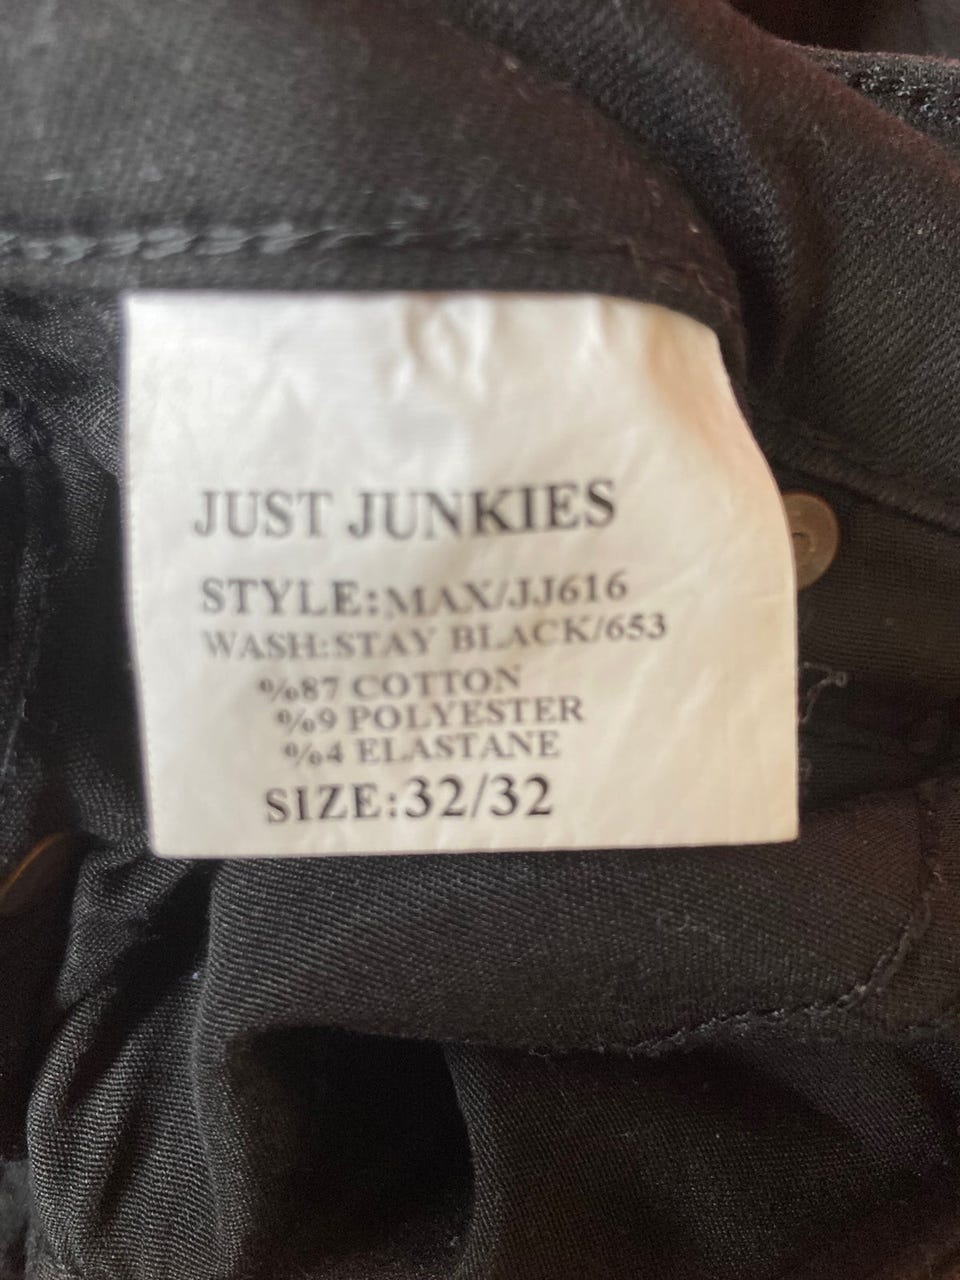 JUST JUNKIES
STYLE:MAX/JJ616
WASH:STAY BLACK/653
%87 COTTON
%9 POLYESTER
%4 ELASTANE
SIZE:32/32